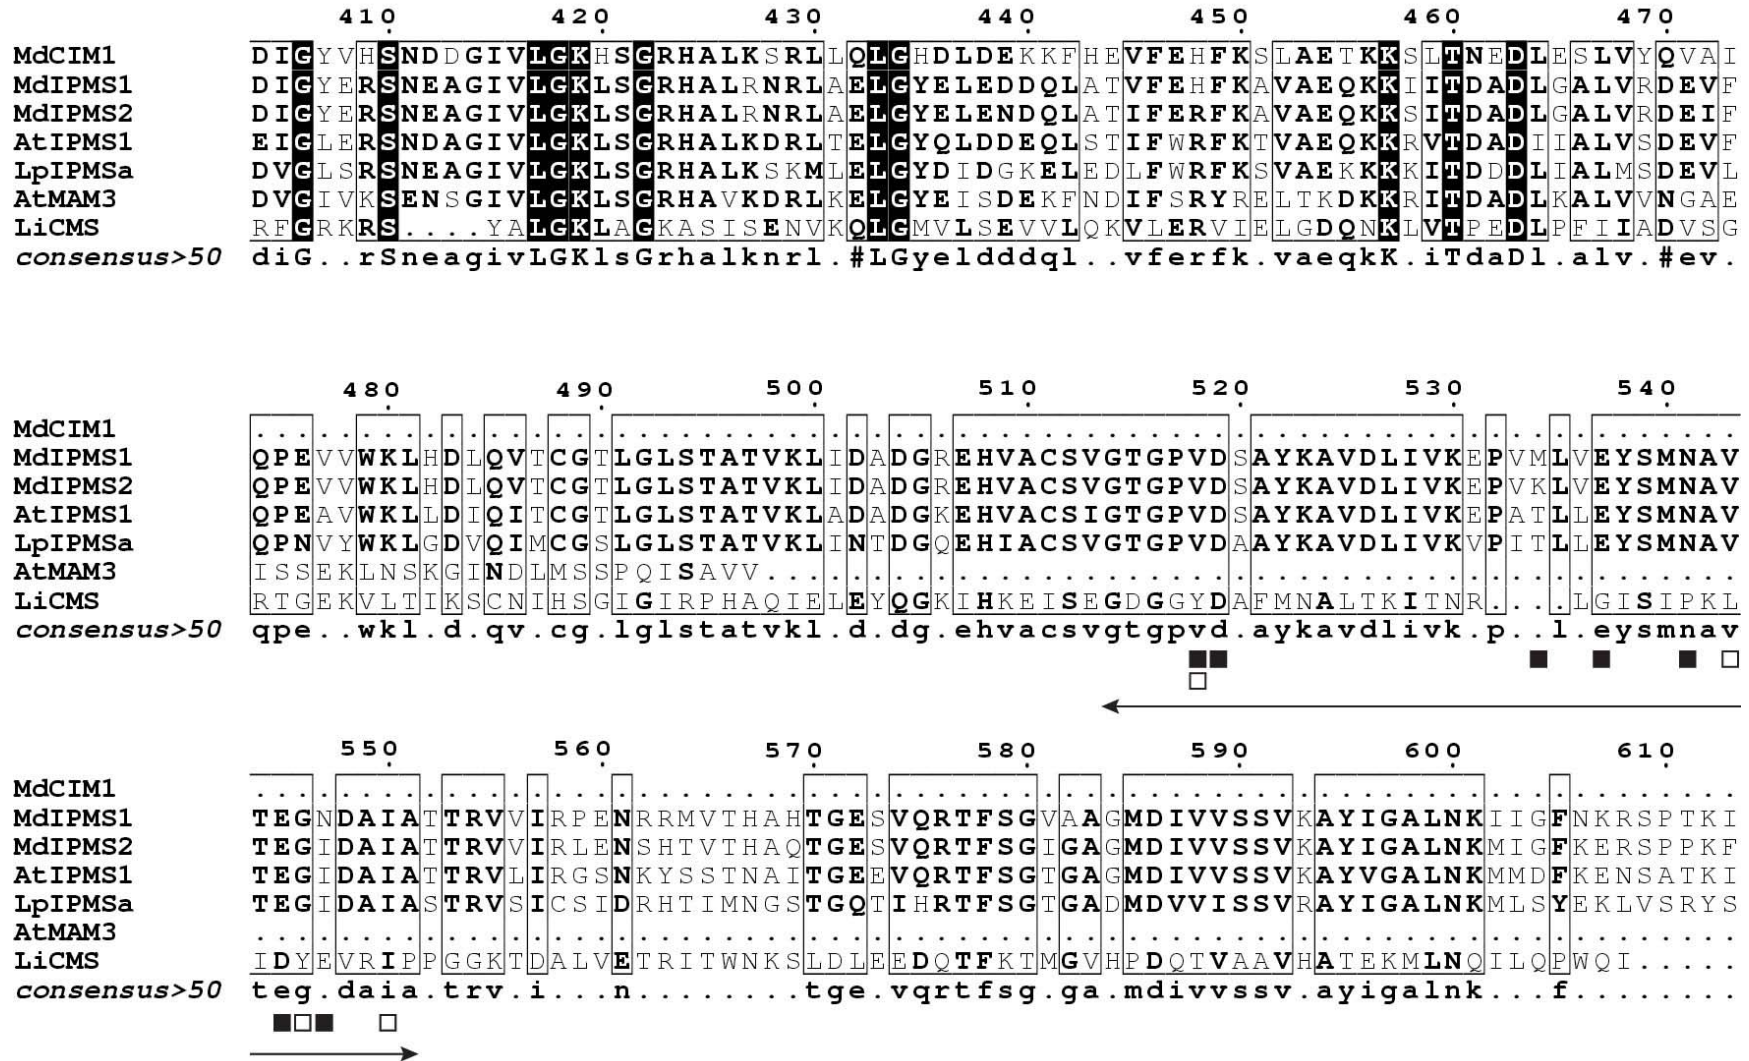 410 420 430 440 450 460 470
MdCIM1 DIGYVHSNDDGIVLGKHSGRHALKSRLLQLGHDLDEKKFHEVFEHFKSLAETKKSLTNEDLESLVYQVAI
MdIPMS1 DIGYERSNEAGIVLGKLSGRHALRNRLAELGYELEDDQLATVFEHFKAVAEQKKIITDADLGALVRDEVF
MdIPMS2 DIGYERSNEAGIVLGKLSGRHALRNRLAELGYELENDQLATIFERFKAVAEQKKSITDADLGALVRDEIF
AtIPMS1 EIGLERSNDAGIVLGKLSGRHALKDRLTELGYQLDDEQLSTIFWRFKTVAEQKKRVTDADIIALVSDEVF
LpIPMSa DVGLSRSNEAGIVLGKLSGRHALKSKMLELGYDIDGKELEDLFWRFKSVAEKKKKITDDDLIALMSDEVL
AtMAM3 DVGIVKSENSGIVLGKLSGRHAVKDRLKELGYEISDEKFNDIFSRYRELTKDKKRITDADLKALVVNGAE
LiCMS RFGRKRS....YALGKLAGKASISENVKQLGMVLSEVVLQKVLERVIELGDQNKLVTPEDLPFIIADVSG
consensus>50 diG..rSneagivLGKlsGrhalknrl.#LGyeldddql..vferfk.vaeqkK.iTdaDl.alv.#ev.
480 490 500 510 520 530 540
MdCIM1 ......................................................................
MdIPMS1 QPEVVWKLHDLQVTCGTLGLSTATVKLIDADGREHVACSVGTGPVDSAYKAVDLIVKEPVMLVEYSMNAV
MdIPMS2 QPEVVWKLHDLQVTCGTLGLSTATVKLIDADGREHVACSVGTGPVDSAYKAVDLIVKEPVKLVEYSMNAV
AtIPMS1 QPEAVWKLLDIQITCGTLGLSTATVKLADADGKEHVACSIGTGPVDSAYKAVDLIVKEPATLLEYSMNAV
LpIPMSa QPNVYWKLGDVQIMCGSLGLSTATVKLINTDGQEHIACSVGTGPVDAAYKAVDLIVKVPITLLEYSMNAV
AtMAM3 ISSEKLNSKGINDLMSSPQISAVV..............................................
LiCMS RTGEKVLTIKSCNIHSGIGIRPHAQIELEYQGKIHKEISEGDGGYDAFMNALTKITNR....LGISIPKL
consensus>50 qpe..wkl.d.qv.cg.lglstatvkl.d.dg.ehvacsvgtgpvd.aykavdlivk.p..l.eysmnav
550 560 570 580 590 600 610
MdCIM1 ......................................................................
MdIPMS1 TEGNDAIATTRVVIRPENRRMVTHAHTGESVQRTFSGVAAGMDIVVSSVKAYIGALNKIIGFNKRSPTKI
MdIPMS2 TEGIDAIATTRVVIRLENSHTVTHAQTGESVQRTFSGIGAGMDIVVSSVKAYIGALNKMIGFKERSPPKF
AtIPMS1 TEGIDAIATTRVLIRGSNKYSSTNAITGEEVQRTFSGTGAGMDIVVSSVKAYVGALNKMMDFKENSATKI
LpIPMSa TEGIDAIASTRVSICSIDRHTIMNGSTGQTIHRTFSGTGADMDVVISSVRAYIGALNKMLSYEKLVSRYS
AtMAM3 ......................................................................
LiCMS IDYEVRIPPGGKTDALVETRITWNKSLDLEEDQTFKTMGVHPDQTVAAVHATEKMLNQILQPWQI.....
consensus>50 teg.daia.trv.i...n........tge.vqrtfsg.ga.mdivvssv.ayigalnk...f........